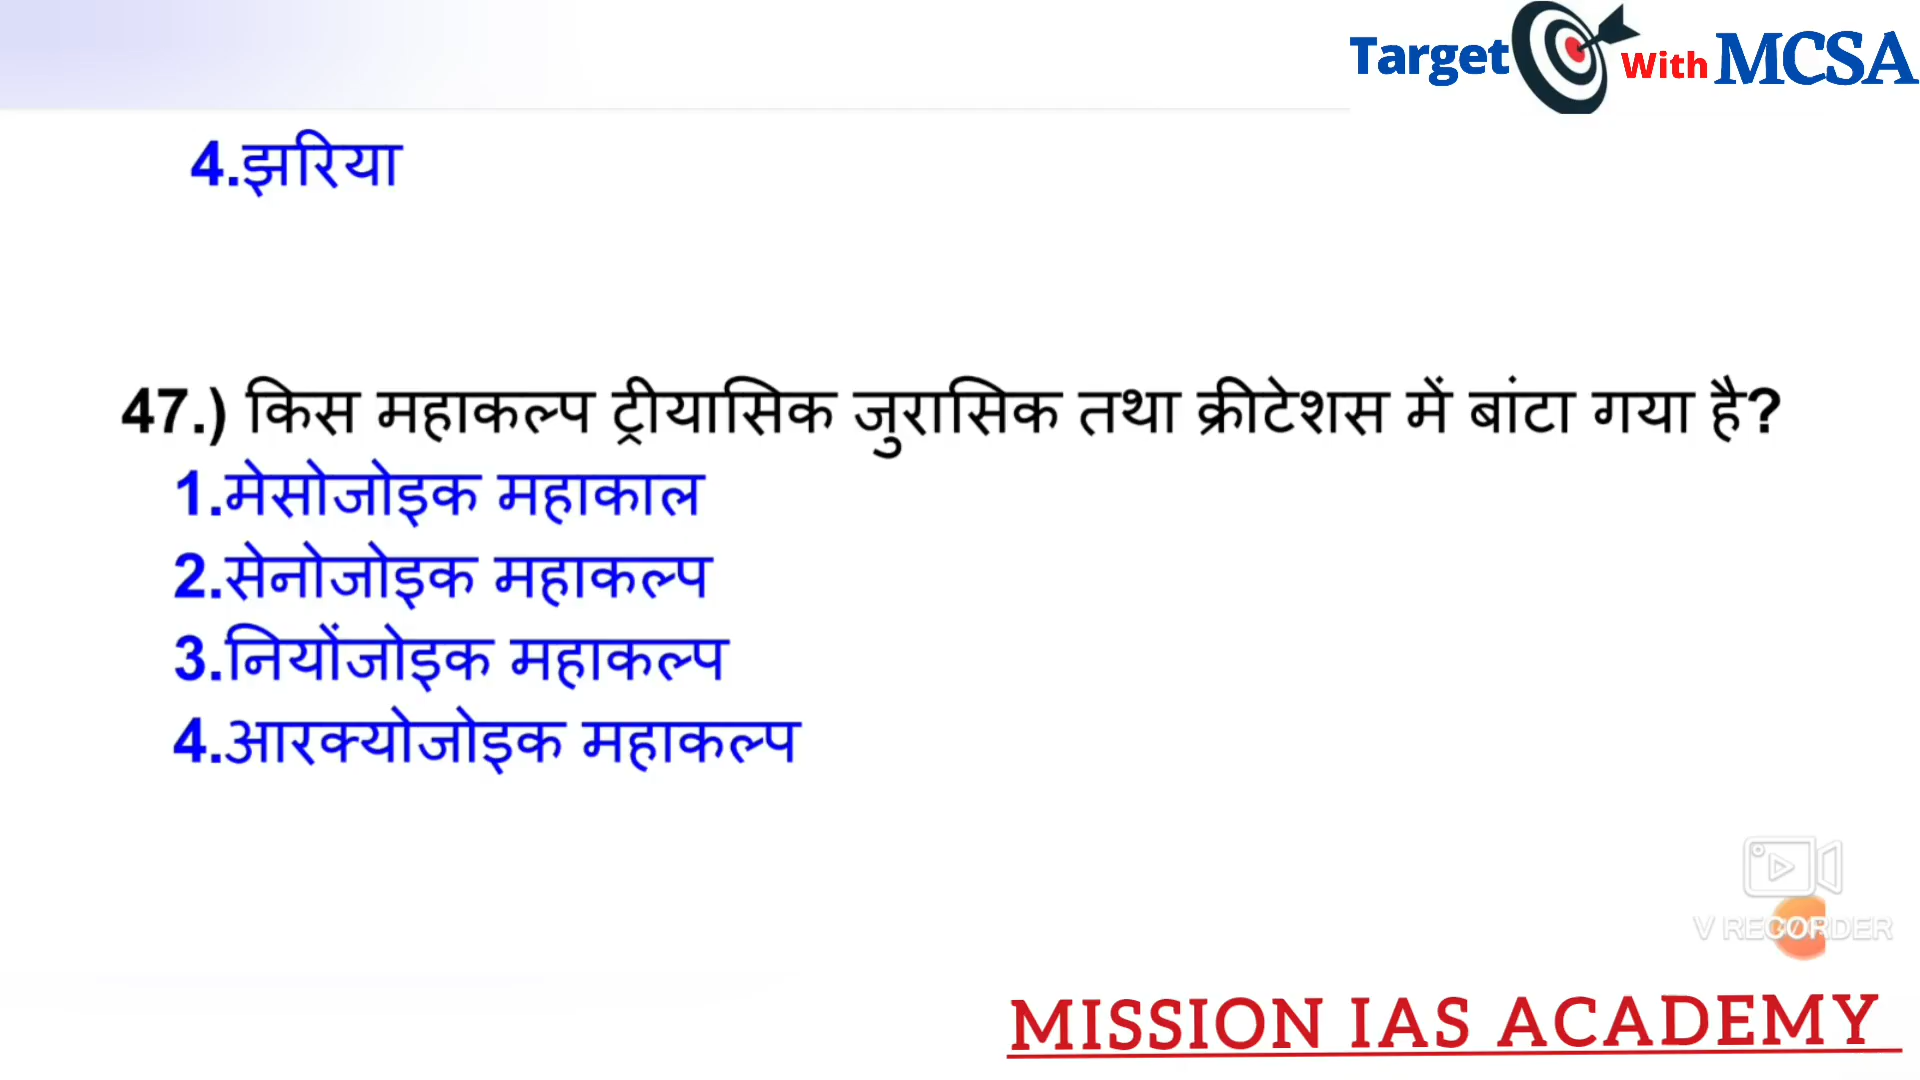 Target With MCSA
4.झरिया
47.) किस महाकल्प ट्रीयासिक जुरासिक तथा क्रीटेशस में बांटा गया है?
1.मेसोजोइक महाकाल
2.सेनोजोइक महाकल्प
3.नियोंजोइक महाकल्प
4.आरक्योजोइक महाकल्प
V RECORDER
MISSION IAS ACADEMY